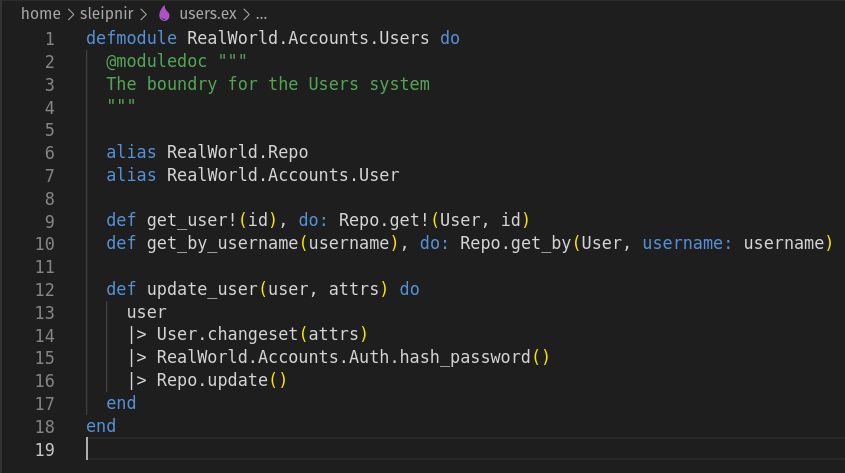 home > sleipnir > users.ex > ...
1 defmodule RealWorld.Accounts.Users do
2   @moduledoc """
3   The boundry for the Users system
4   """
5
6   alias RealWorld.Repo
7   alias RealWorld.Accounts.User
8
9   def get_user!(id), do: Repo.get!(User, id)
10   def get_by_username(username), do: Repo.get_by(User, username: username)
11
12   def update_user(user, attrs) do
13     user
14     |> User.changeset(attrs)
15     |> RealWorld.Accounts.Auth.hash_password()
16     |> Repo.update()
17   end
18 end
19